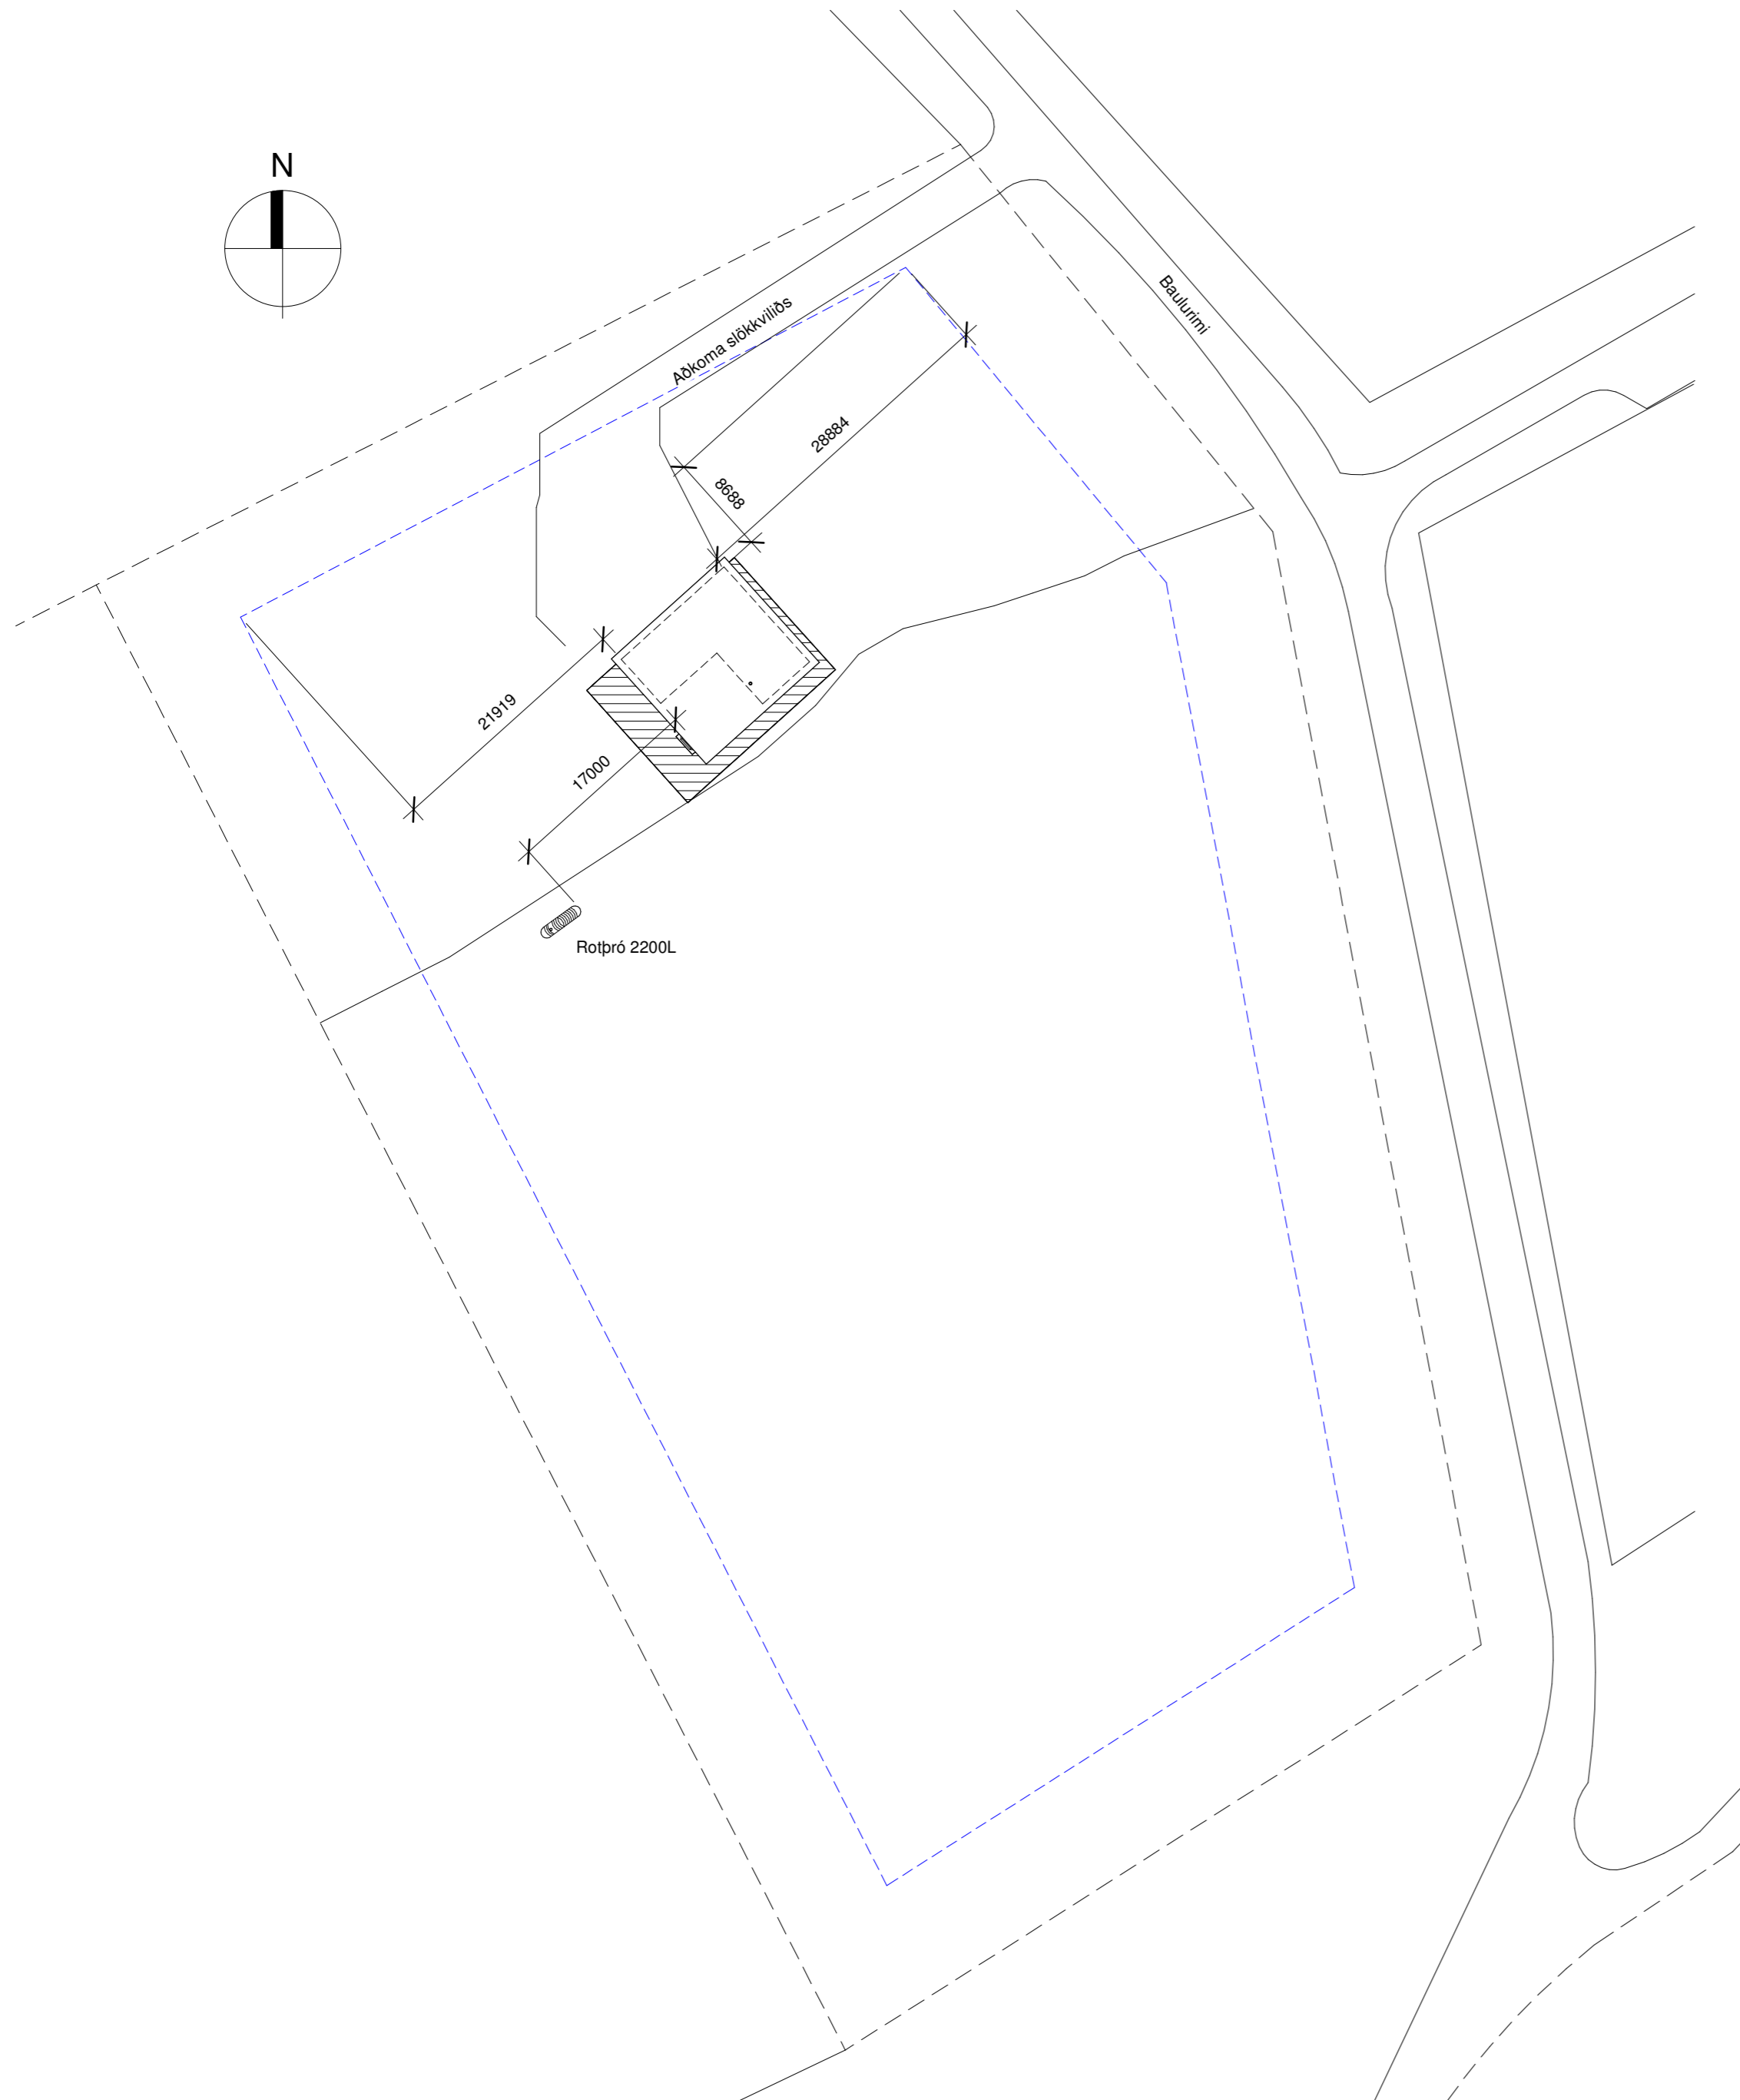 N
Baulurimi
Aðkoma slökkviliðs
28884
8688
21919
17000
Rotþró 2200L